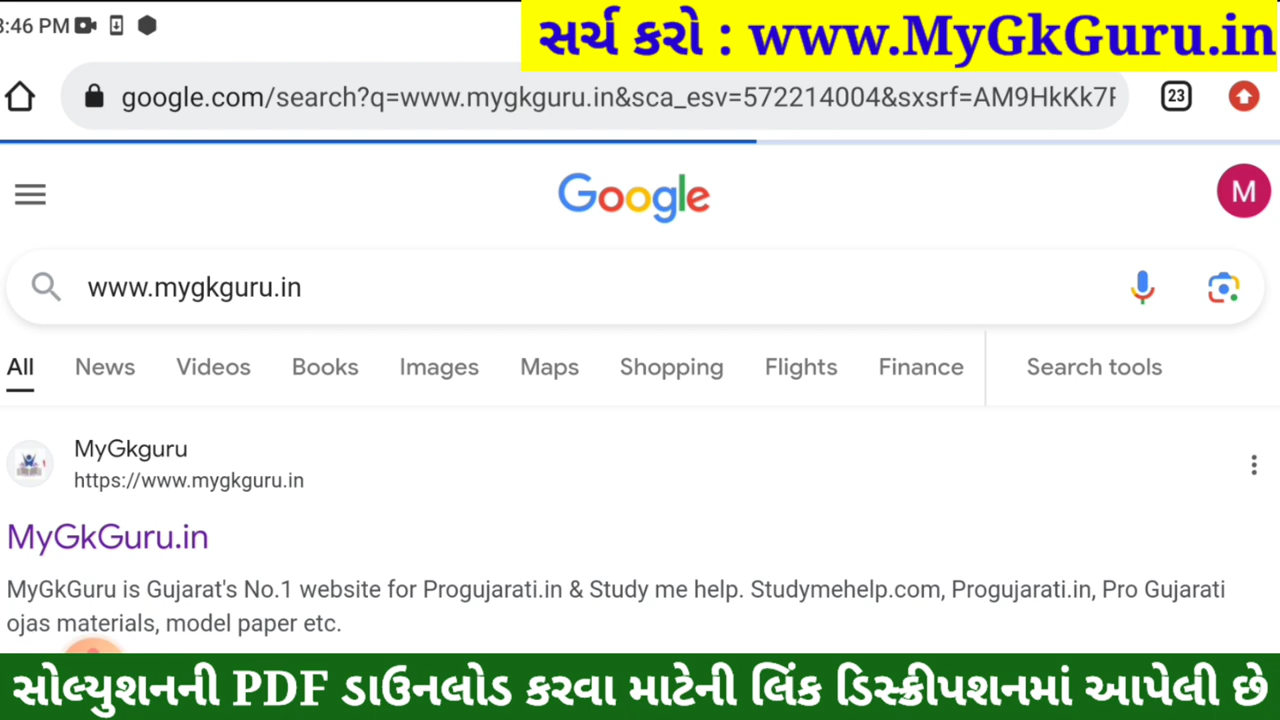 3:46 PM
સર્ચ કરો : www.MyGkGuru.in
google.com/search?q=www.mygkguru.in&sca_esv=572214004&sxsrf=AM9HkKk7F
23
Google
M
www.mygkguru.in
All News Videos Books Images Maps Shopping Flights Finance Search tools
MyGkguru
https://www.mygkguru.in
MyGkGuru.in
MyGkGuru is Gujarat's No.1 website for Progujarati.in & Study me help. Studymehelp.com, Progujarati.in, Pro Gujarati
ojas materials, model paper etc.
સોલ્યુશનની PDF ડાઉનલોડ કરવા માટેની લિંક ડિસ્ક્રીપશનમાં આપેલી છે